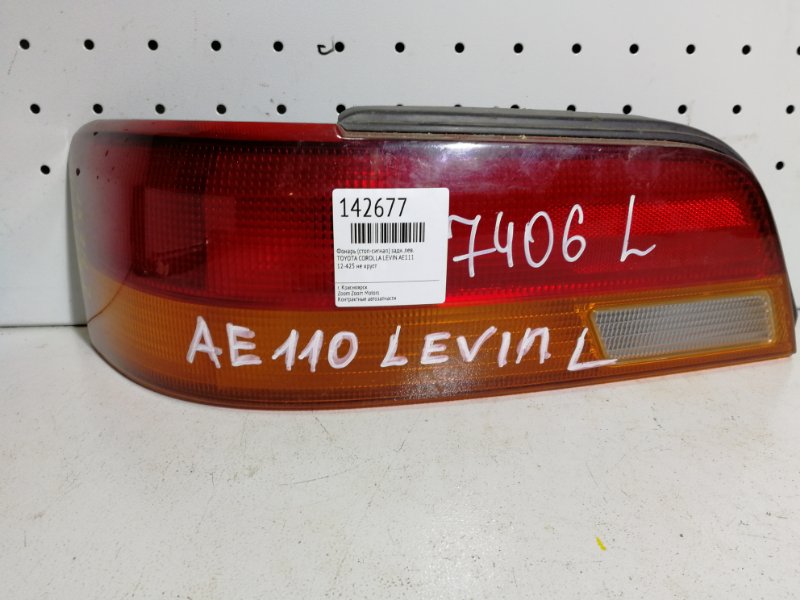 142677
Фонарь (стоп-сигнал) задн. лев.
TOYOTA COROLLA LEVIN AE111
12-425 не хруст
г. Красноярск
Zoom Zoom Motors
Контрактные автозапчасти
7406 L
AE110 LEVIN L